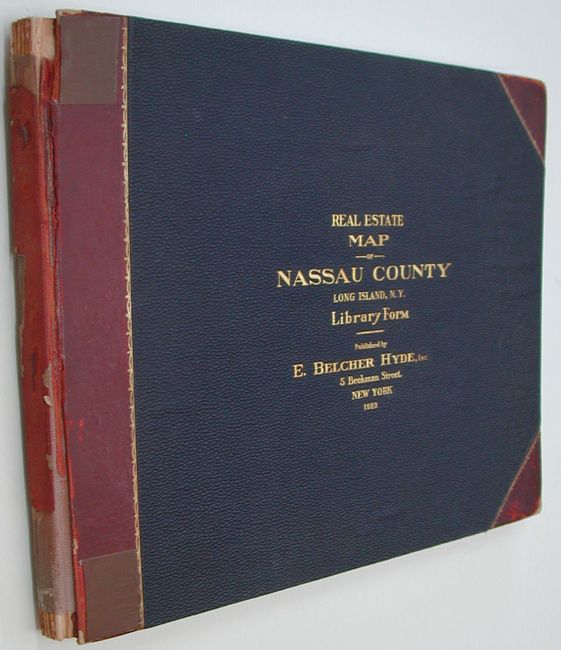 REAL ESTATE
MAP
OF
NASSAU COUNTY
LONG ISLAND, N.Y.
Library Form
Published by
E. BELCHER HYDE, Inc
5 Beekman Street.
NEW YORK
1923